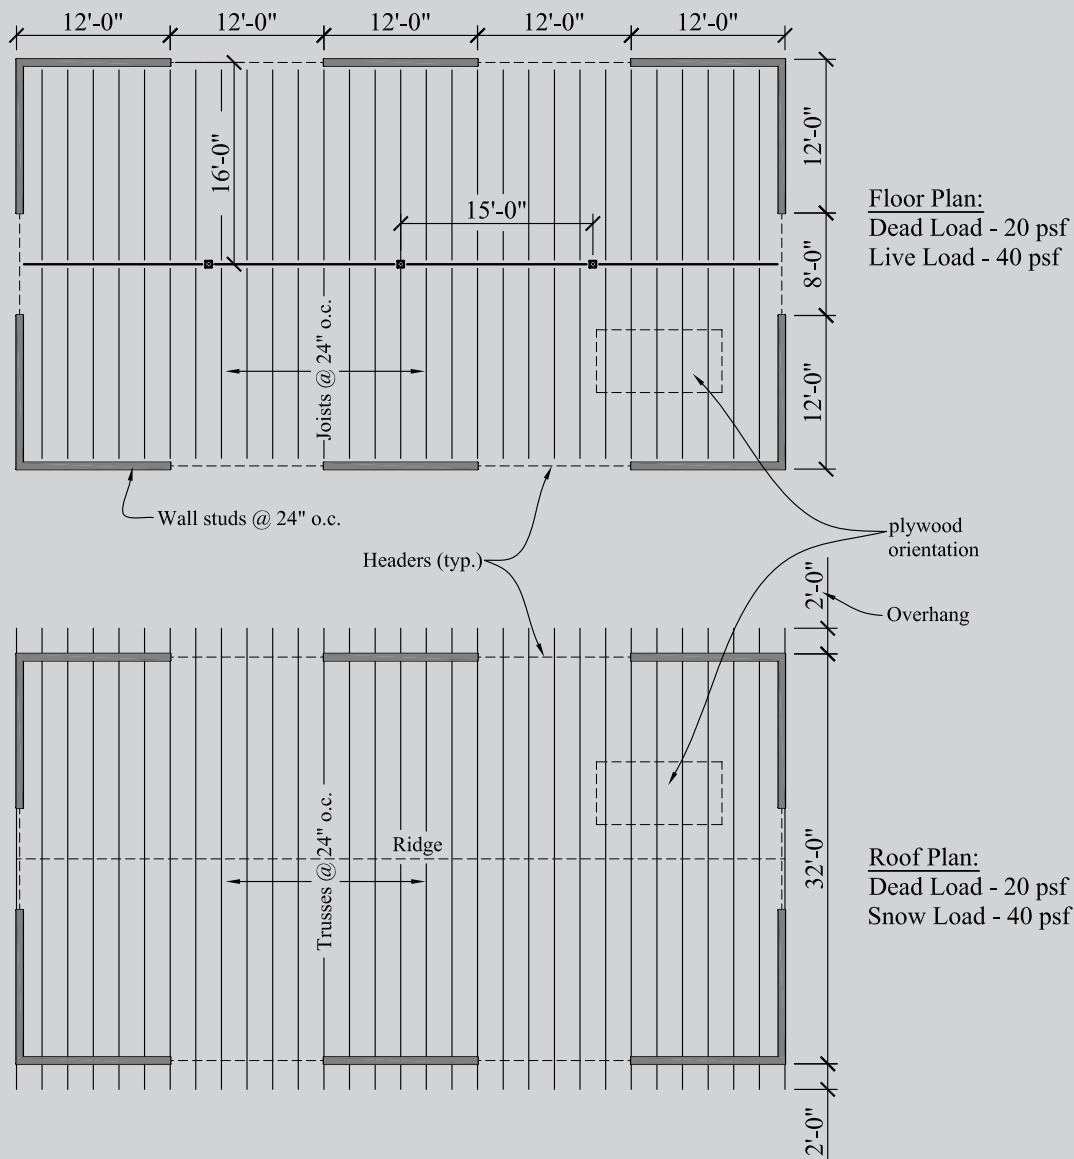 12'-0"
12'-0"
12'-0"
12'-0"
12'-0"
16'-0"
15'-0"
12'-0"
8'-0"
12'-0"
Floor Plan:
Dead Load - 20 psf
Live Load - 40 psf
Joists @ 24" o.c.
Wall studs @ 24" o.c.
Headers (typ.)
plywood
orientation
2'-0"
Overhang
Trusses @ 24" o.c.
Ridge
32'-0"
Roof Plan:
Dead Load - 20 psf
Snow Load - 40 psf
2'-0"